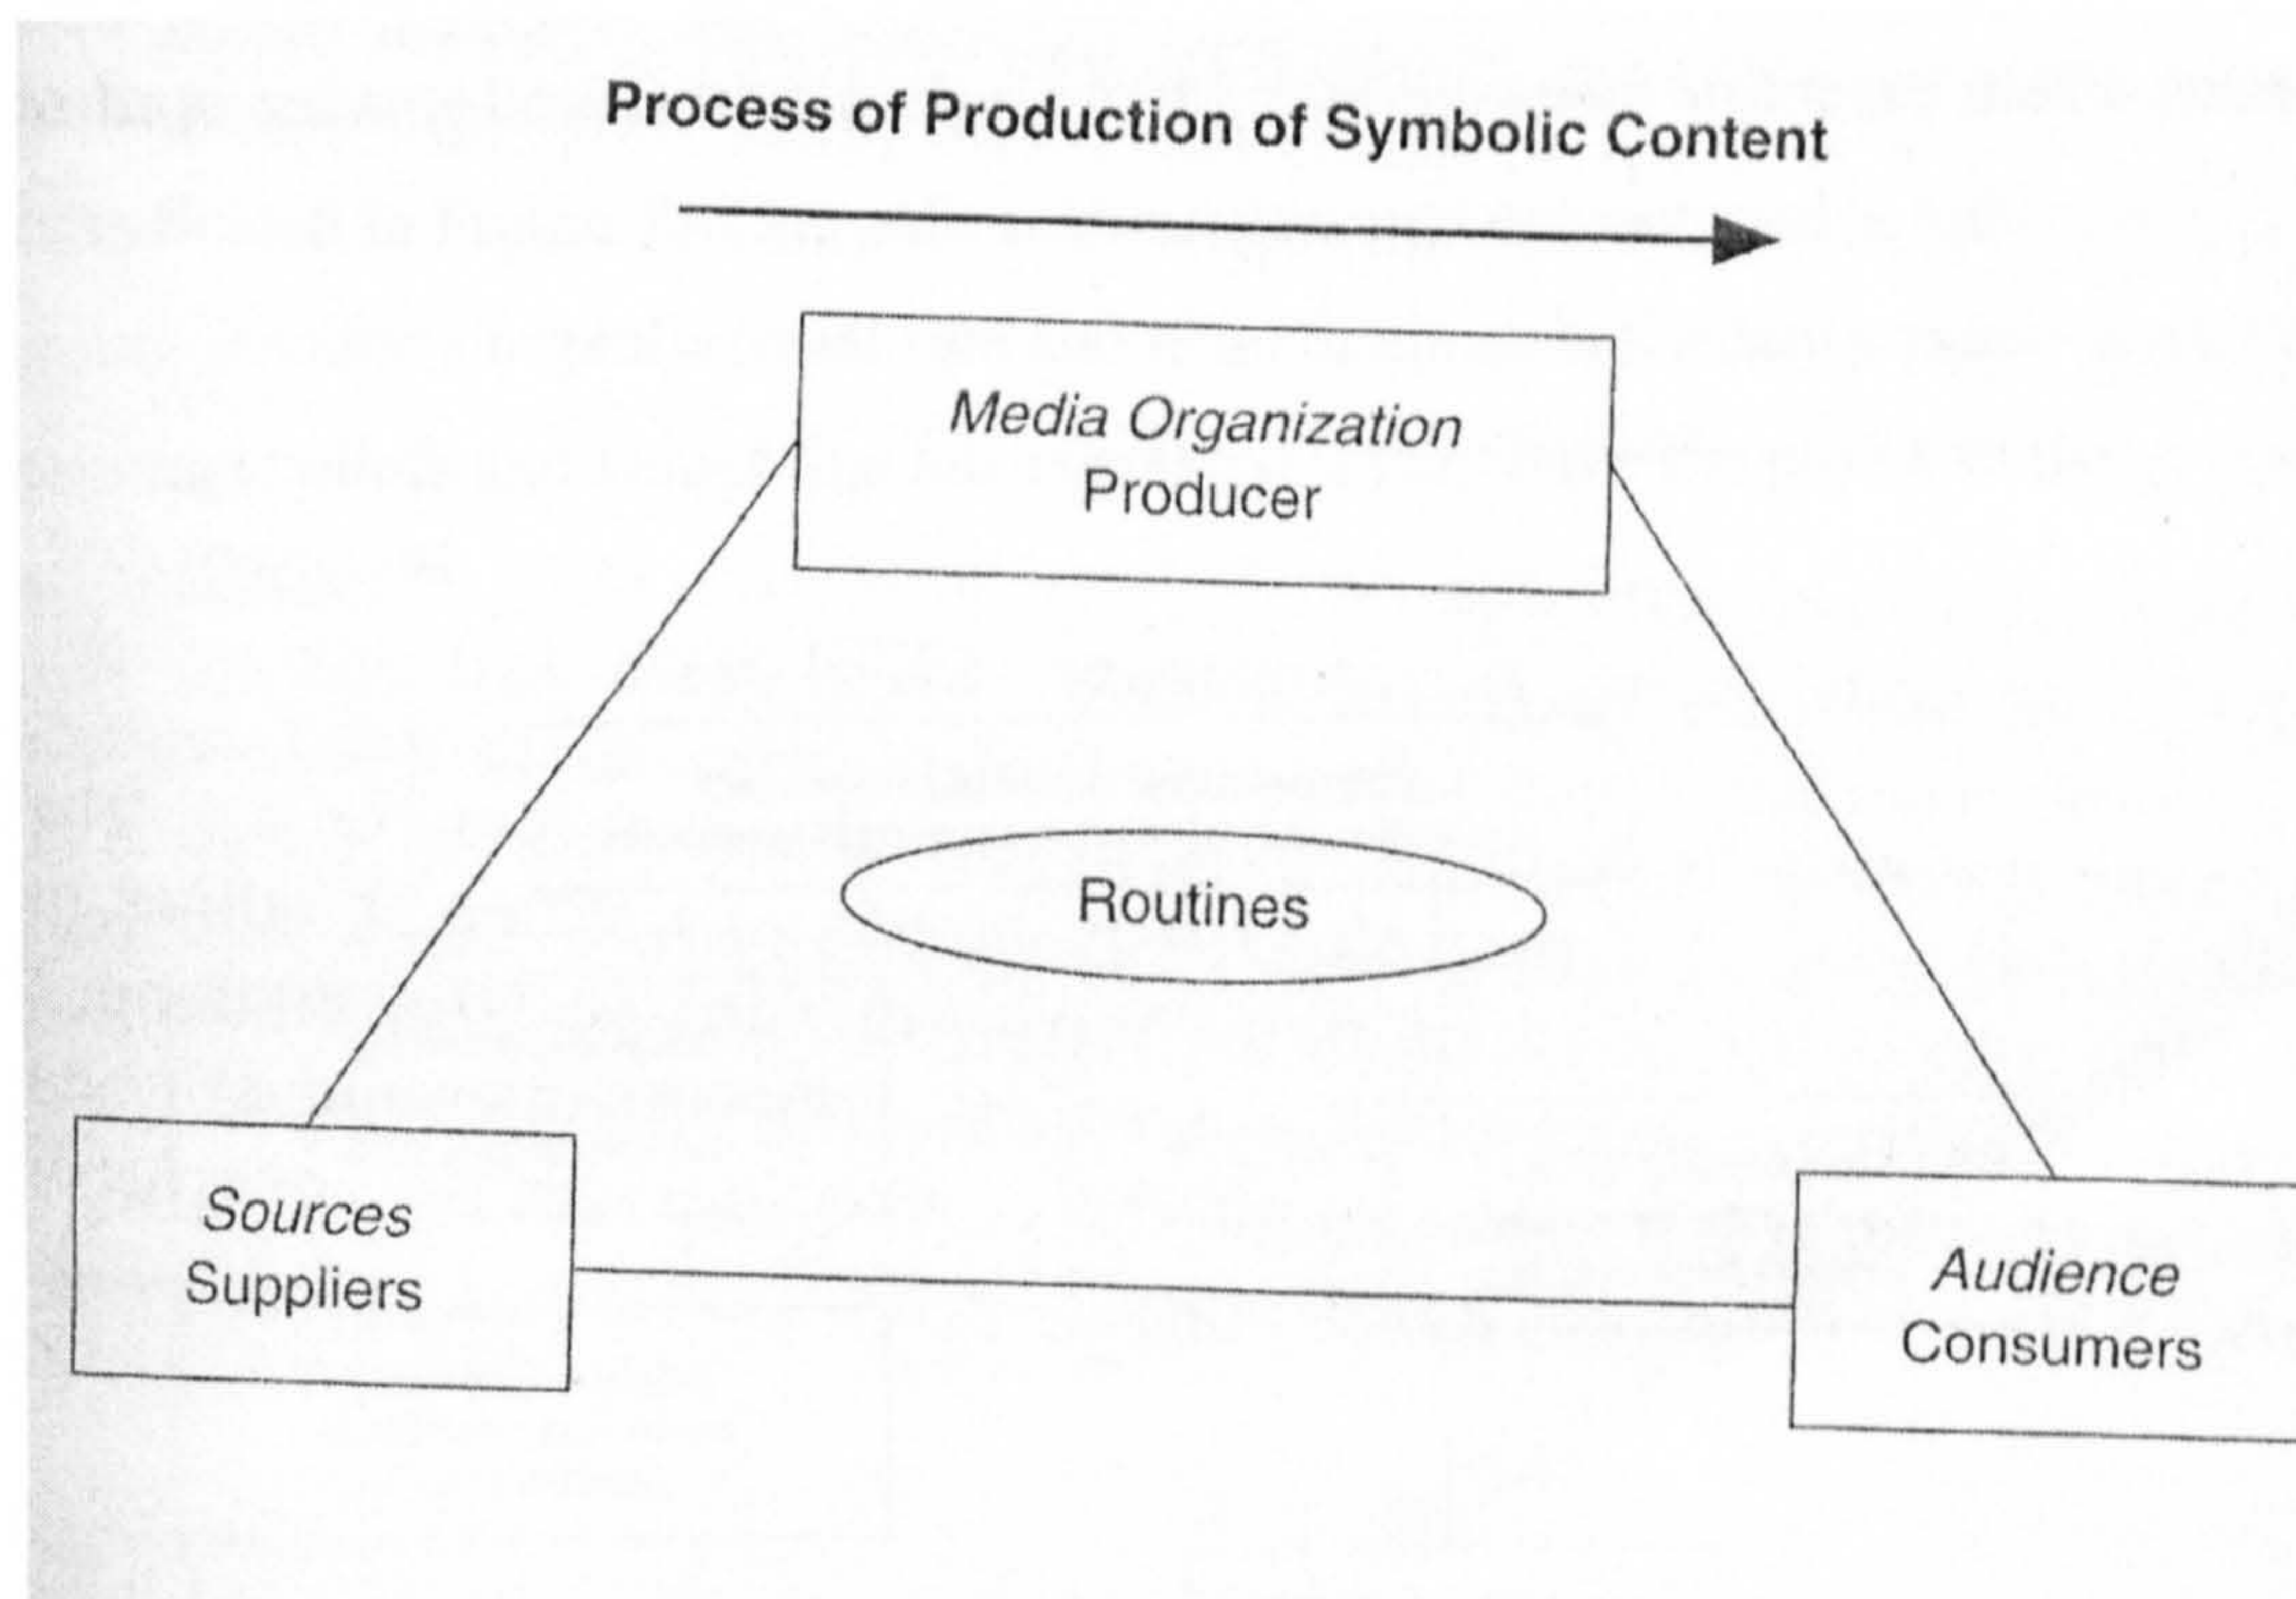 Process of Production of Symbolic Content
Media Organization
Producer
Routines
Sources
Suppliers
Audience
Consumers